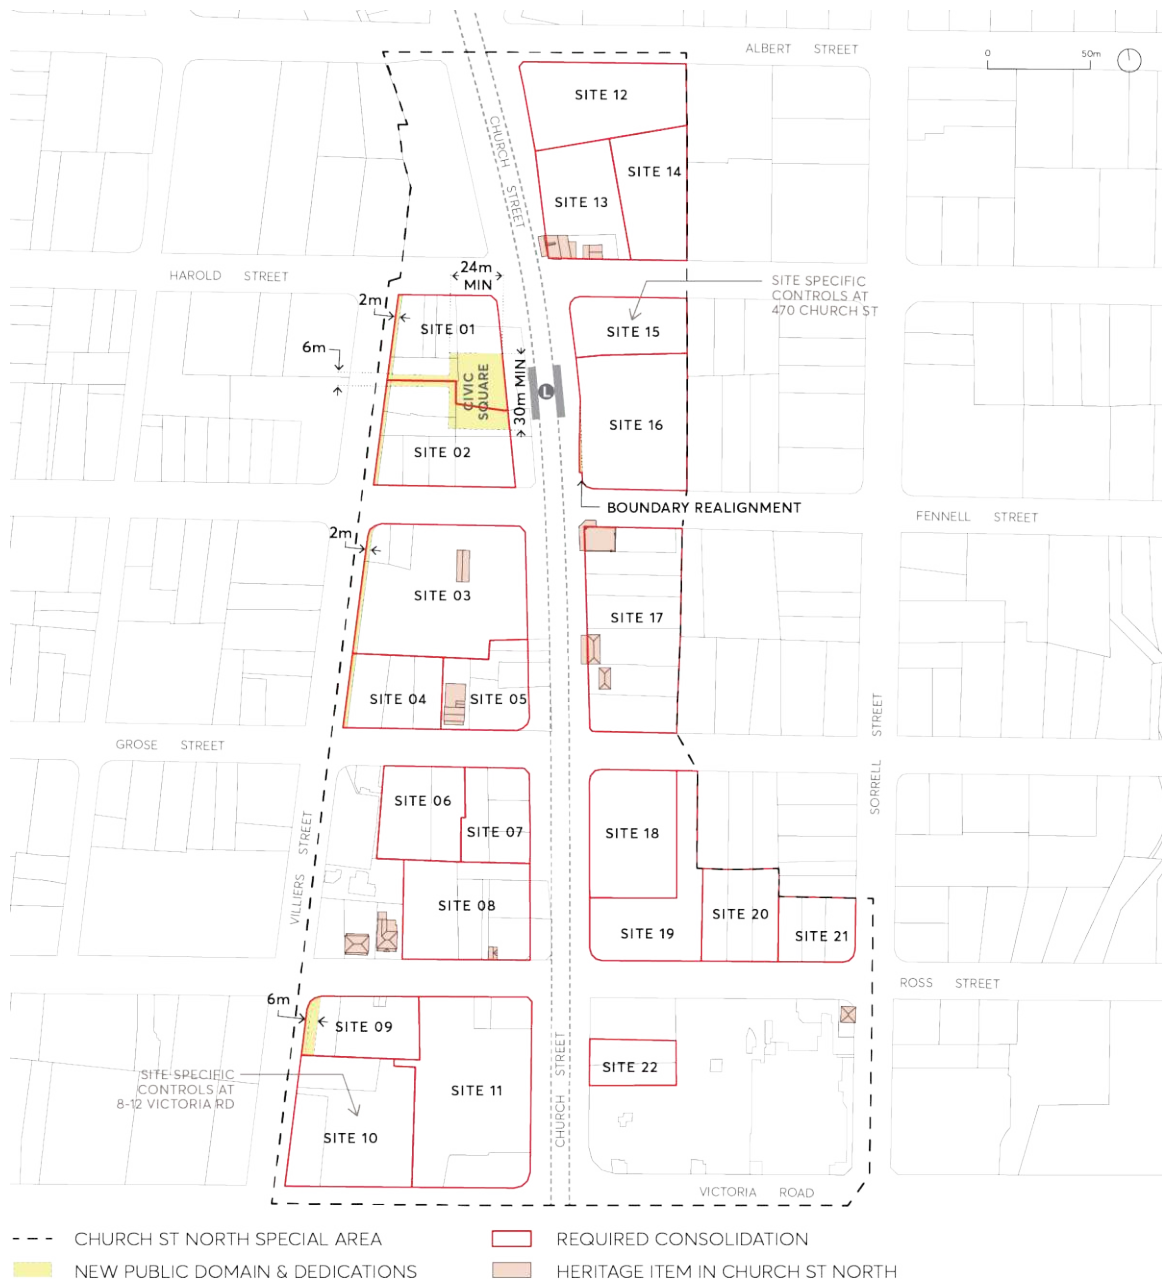 ALBERT STREET
0 50m
SITE 12
CHURCH STREET
SITE 14
SITE 13
HAROLD STREET
24m
MIN
SITE SPECIFIC
CONTROLS AT
470 CHURCH ST
2m
SITE 01
SITE 15
6m
CIVIC
SQUARE
30m MIN
L
SITE 16
SITE 02
BOUNDARY REALIGNMENT
FENNELL STREET
2m
SITE 03
SITE 17
SITE 04
SITE 05
SORRELL STREET
GROSE STREET
SITE 06
SITE 07
SITE 18
VILLIERS STREET
SITE 08
SITE 20
SITE 19
SITE 21
ROSS STREET
6m
SITE 09
CHURCH STREET
SITE 22
SITE SPECIFIC
CONTROLS AT
8-12 VICTORIA RD
SITE 11
SITE 10
VICTORIA ROAD
CHURCH ST NORTH SPECIAL AREA
REQUIRED CONSOLIDATION
NEW PUBLIC DOMAIN & DEDICATIONS
HERITAGE ITEM IN CHURCH ST NORTH